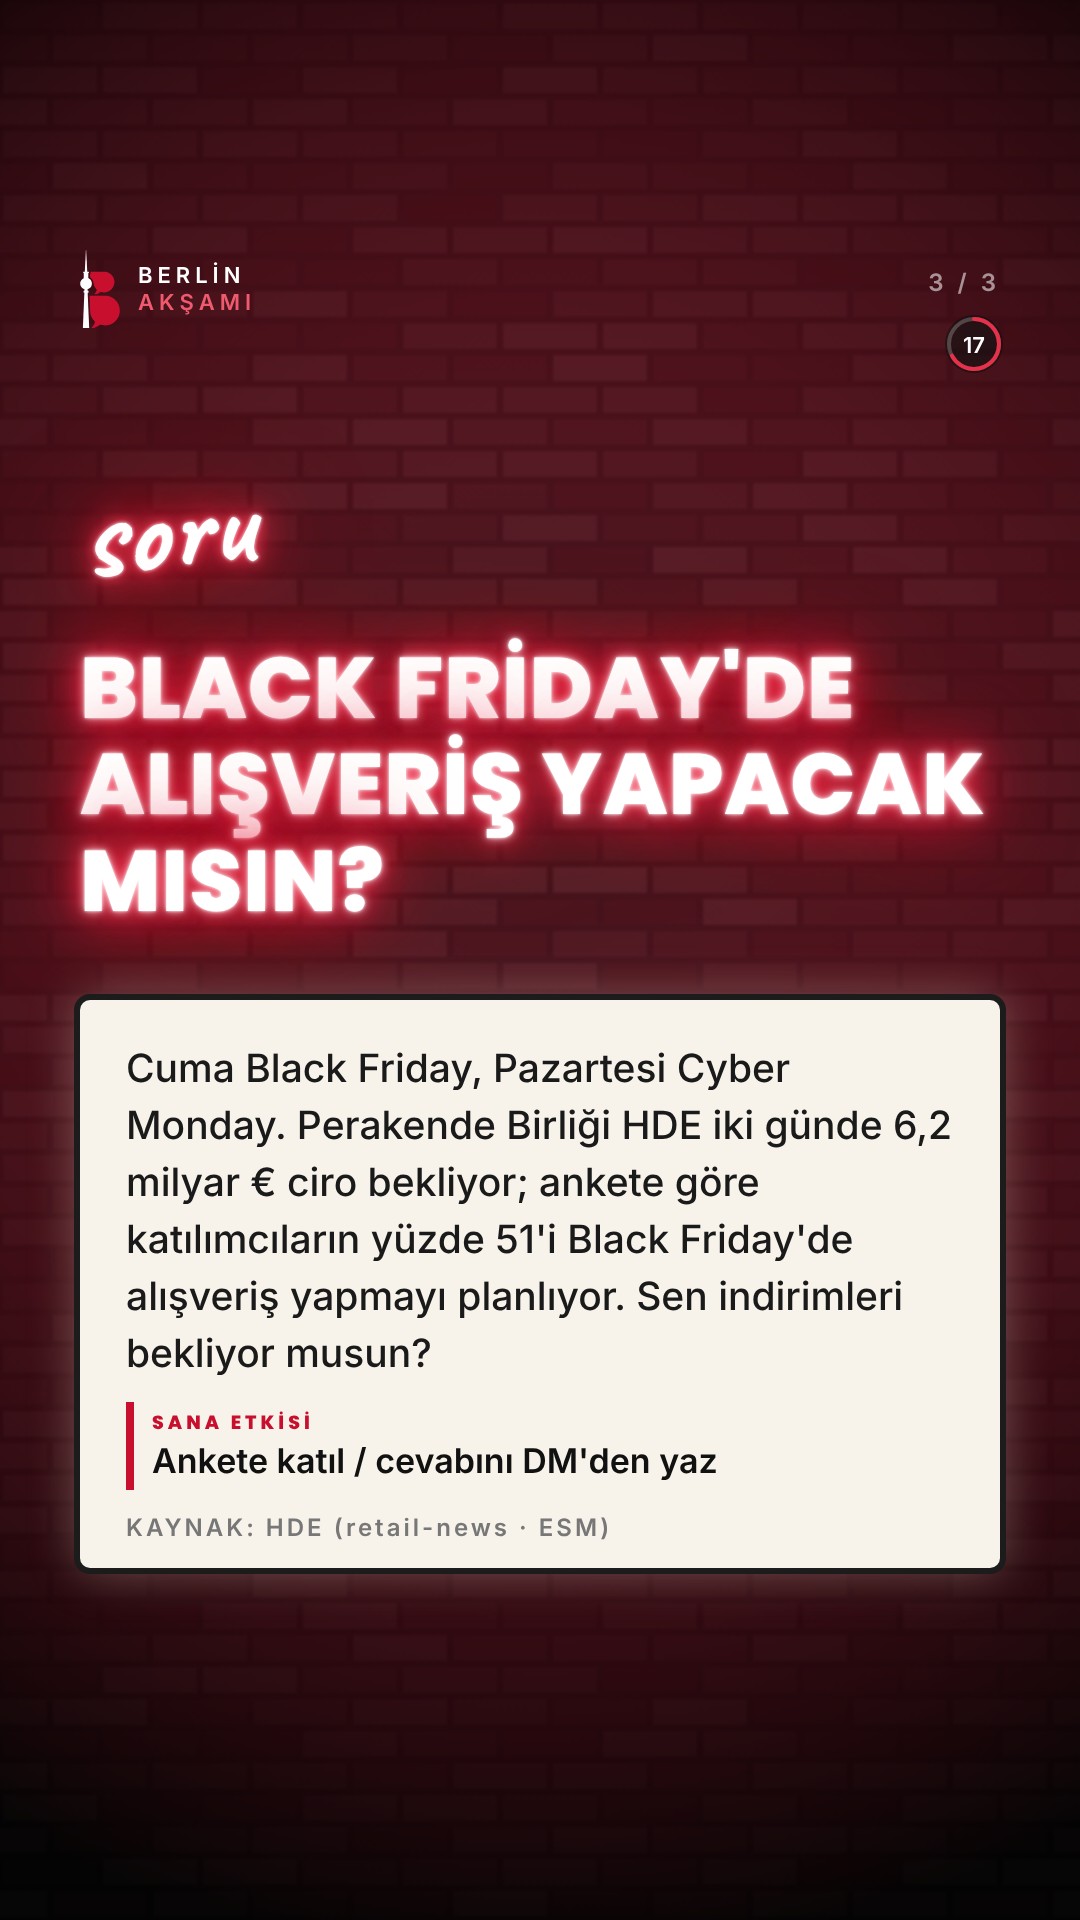 BERLİN
AKŞAMI
3 / 3
17
soru
BLACK FRİDAY'DE
ALIŞVERİŞ YAPACAK
MISIN?
Cuma Black Friday, Pazartesi Cyber
Monday. Perakende Birliği HDE iki günde 6,2
milyar € ciro bekliyor; ankete göre
katılımcıların yüzde 51'i Black Friday'de
alışveriş yapmayı planlıyor. Sen indirimleri
bekliyor musun?
SANA ETKİSİ
Ankete katıl / cevabını DM'den yaz
KAYNAK: HDE (retail-news · ESM)